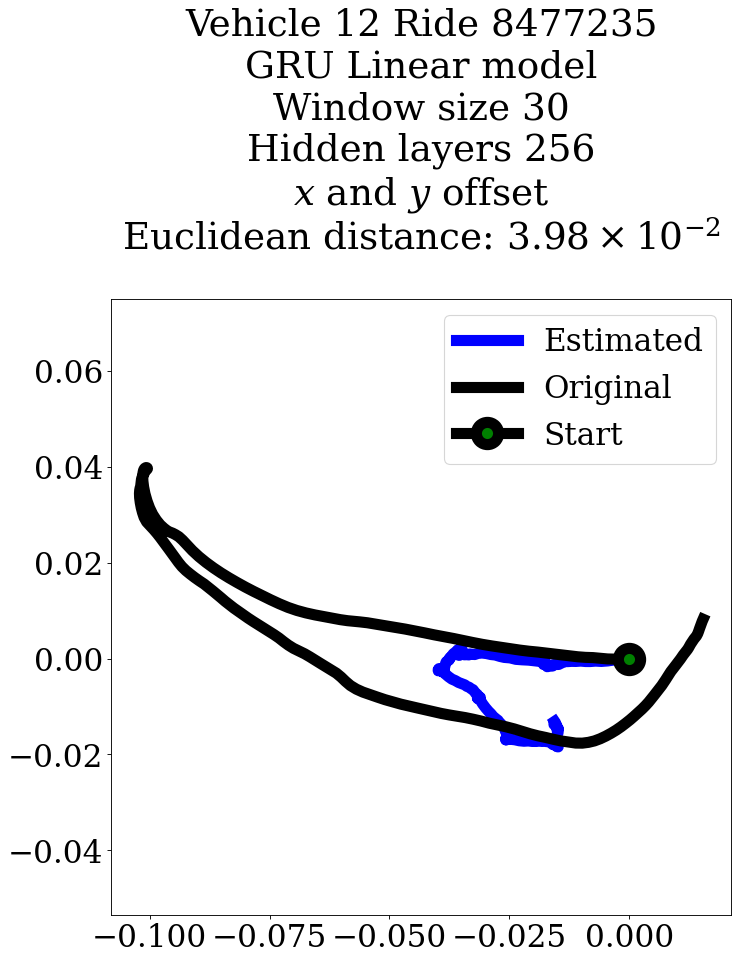 Vehicle 12 Ride 8477235
GRU Linear model
Window size 30
Hidden layers 256
x and y offset
Euclidean distance: 3.98 × 10⁻²
Estimated
Original
Start
0.06
0.04
0.02
0.00
−0.02
−0.04
−0.100 −0.075 −0.050 −0.025 0.000